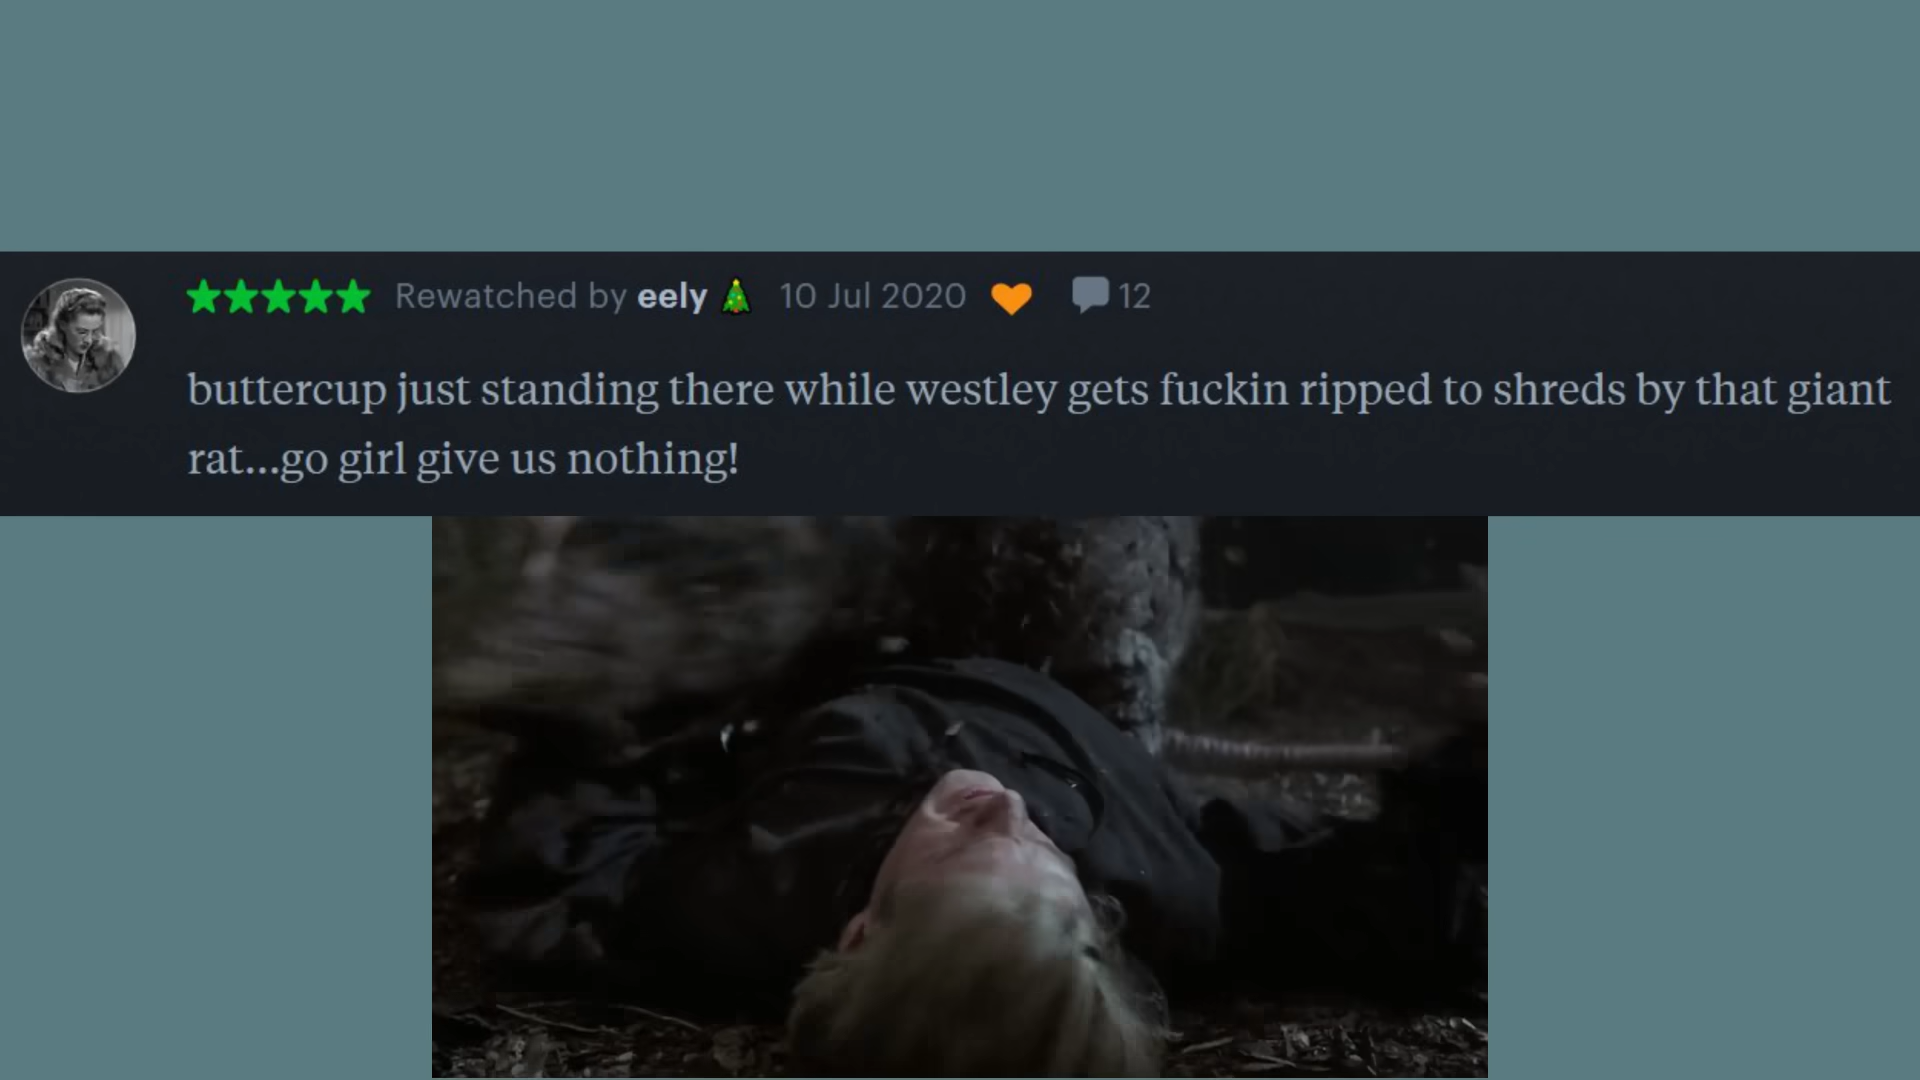 ★★★★★ Rewatched by eely 🎄 10 Jul 2020 🧡 💬 12
buttercup just standing there while westley gets fuckin ripped to shreds by that giant
rat...go girl give us nothing!